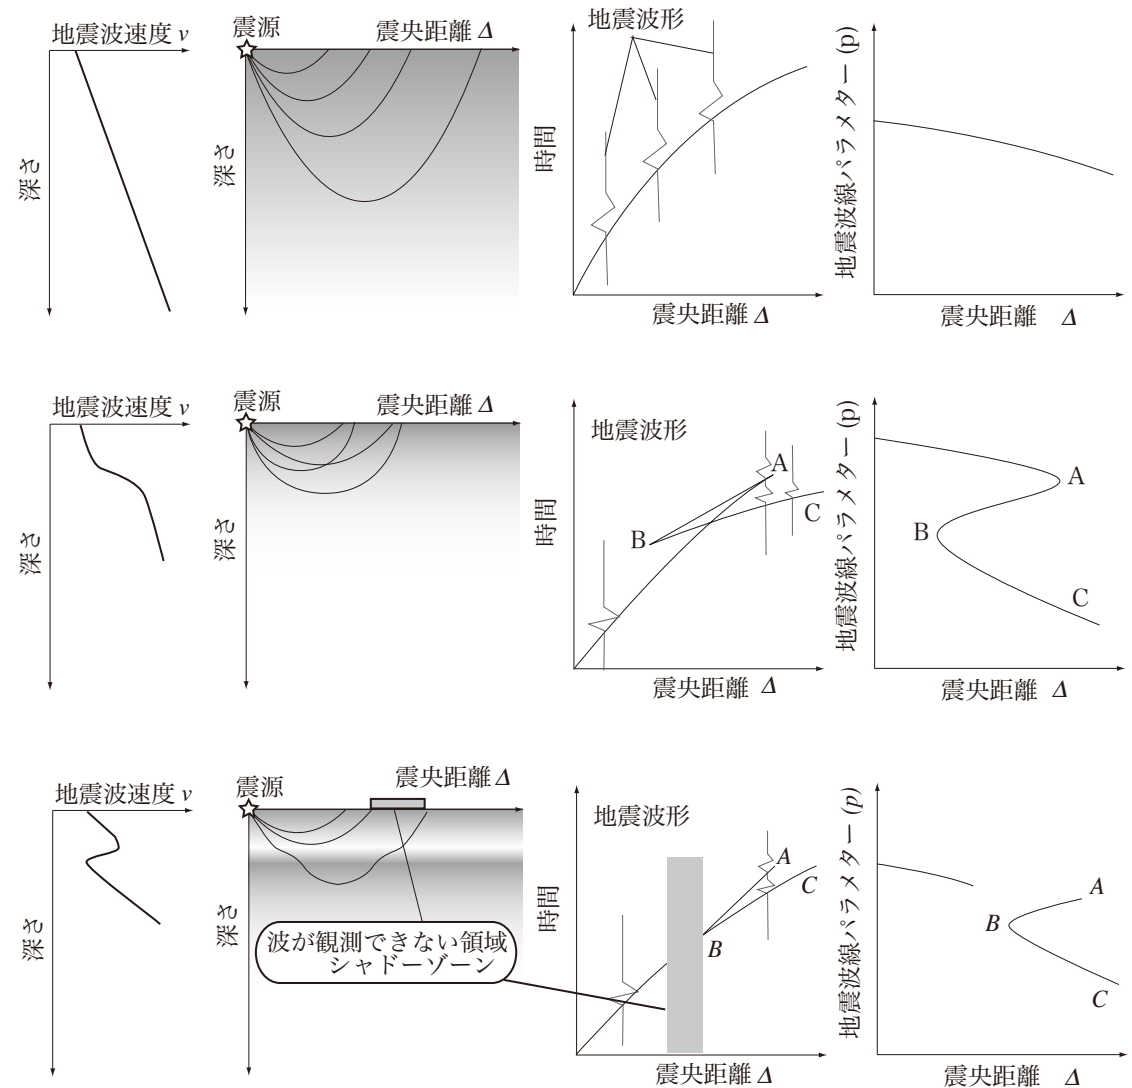 地震波速度 v
深さ
震源
震央距離 Δ
深さ
地震波形
時間
震央距離 Δ
地震波線パラメター (p)
震央距離 Δ
地震波速度 v
深さ
震源
震央距離 Δ
深さ
地震波形
A
B
C
時間
震央距離 Δ
地震波線パラメター (p)
A
B
C
震央距離 Δ
地震波速度 v
深さ
震源
震央距離 Δ
深さ
波が観測できない領域
シャドーゾーン
地震波形
A
C
B
時間
震央距離 Δ
地震波線パラメター (p)
A
B
C
震央距離 Δ